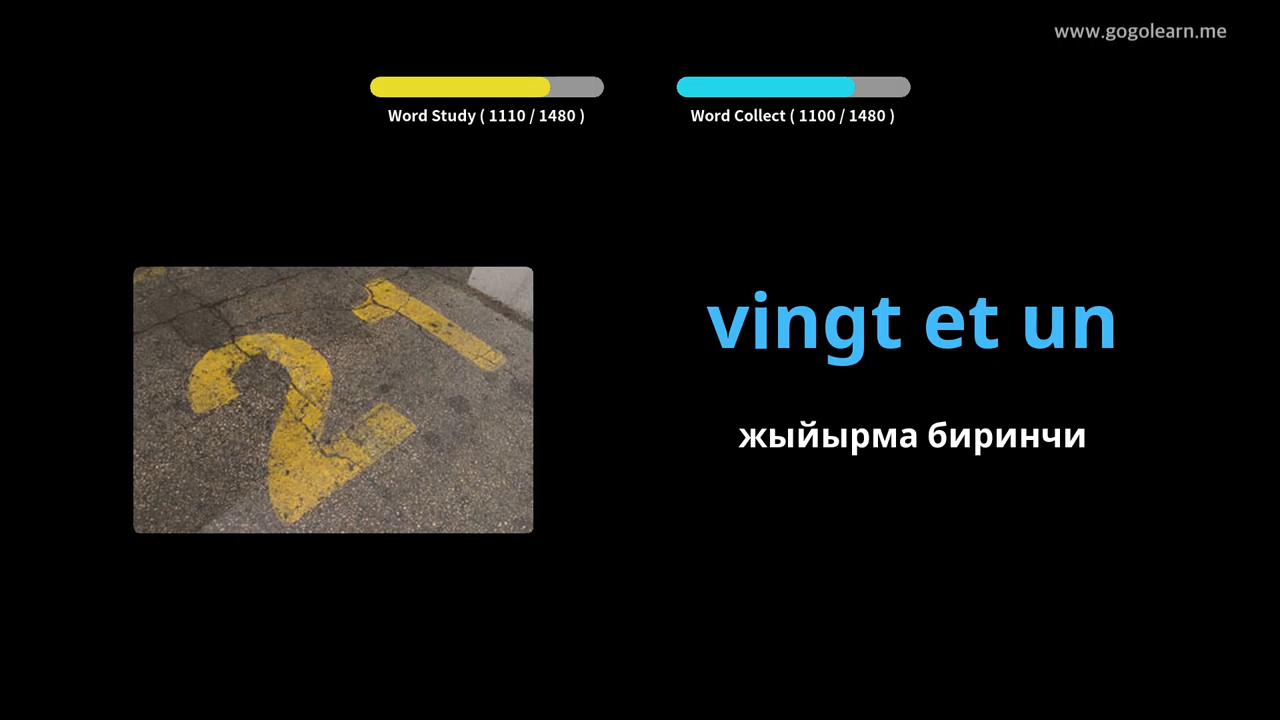 www.gogolearn.me
Word Study ( 1110 / 1480 )
Word Collect ( 1100 / 1480 )
21
vingt et un
жыйырма биринчи